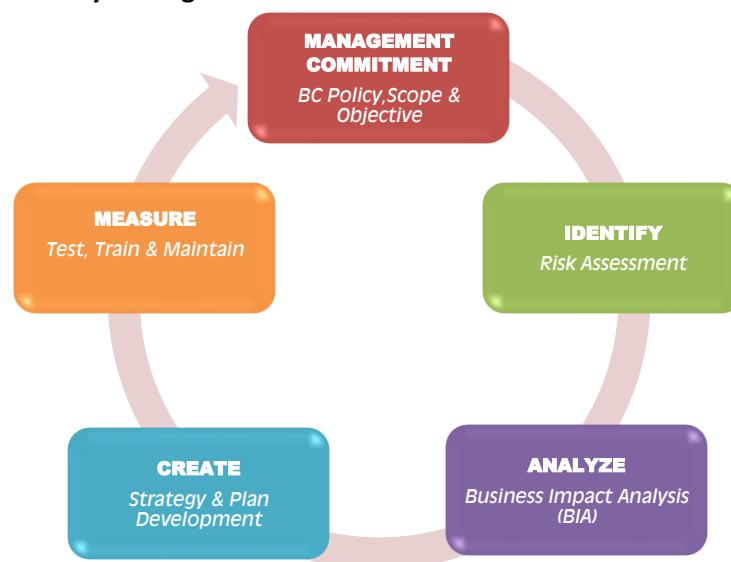 MANAGEMENT
COMMITMENT
BC Policy,Scope &
Objective
IDENTIFY
Risk Assessment
ANALYZE
Business Impact Analysis
(BIA)
CREATE
Strategy & Plan
Development
MEASURE
Test, Train & Maintain